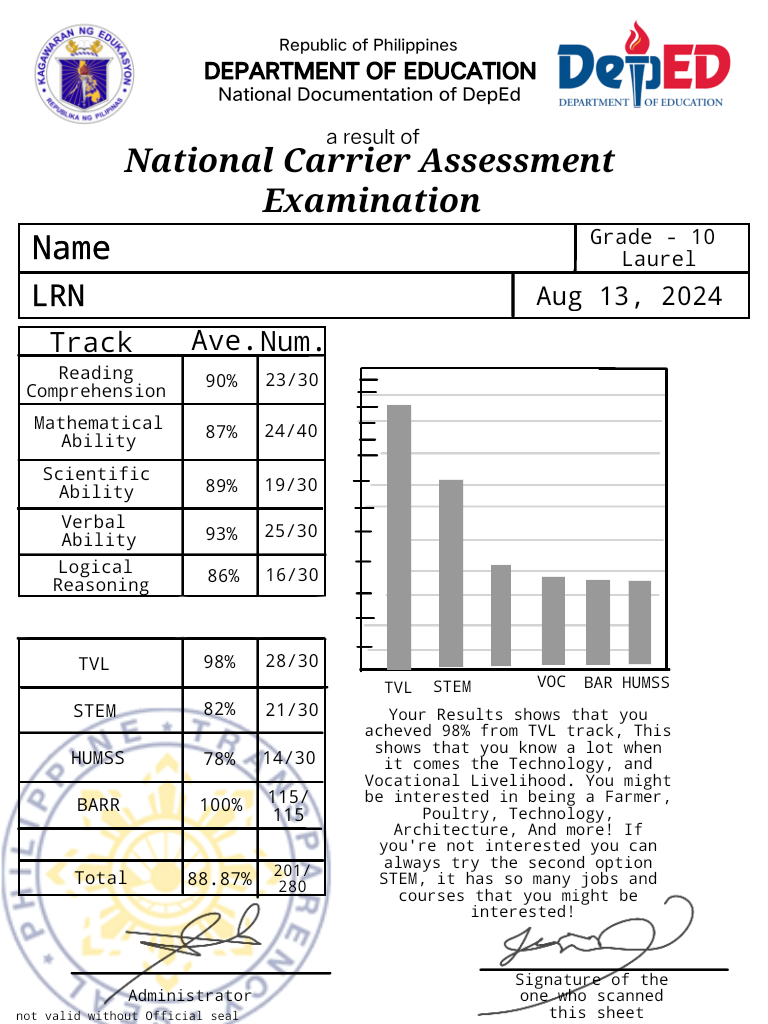 KAGAWARAN NG EDUKASYON
REPUBLIKA NG PILIPINAS
Republic of Philippines
DEPARTMENT OF EDUCATION
National Documentation of DepEd
DepED
DEPARTMENT OF EDUCATION
a result of
National Carrier Assessment
Examination
Name
Grade - 10
Laurel
LRN
Aug 13, 2024
Track Ave. Num.
Reading
Comprehension
90% 23/30
Mathematical
Ability
87% 24/40
Scientific
Ability
89% 19/30
Verbal
Ability
93% 25/30
Logical
Reasoning
86% 16/30
TVL 98% 28/30
STEM 82% 21/30
HUMSS 78% 14/30
BARR 100% 115/
115
Total 88.87% 201/
280
TVL STEM VOC BAR HUMSS
Your Results shows that you
acheved 98% from TVL track, This
shows that you know a lot when
it comes the Technology, and
Vocational Livelihood. You might
be interested in being a Farmer,
Poultry, Technology,
Architecture, And more! If
you're not interested you can
always try the second option
STEM, it has so many jobs and
courses that you might be
interested!
PHILIPPINE ★ TRANSPARENCY SEAL ★
Administrator
not valid without Official seal
Signature of the
one who scanned
this sheet